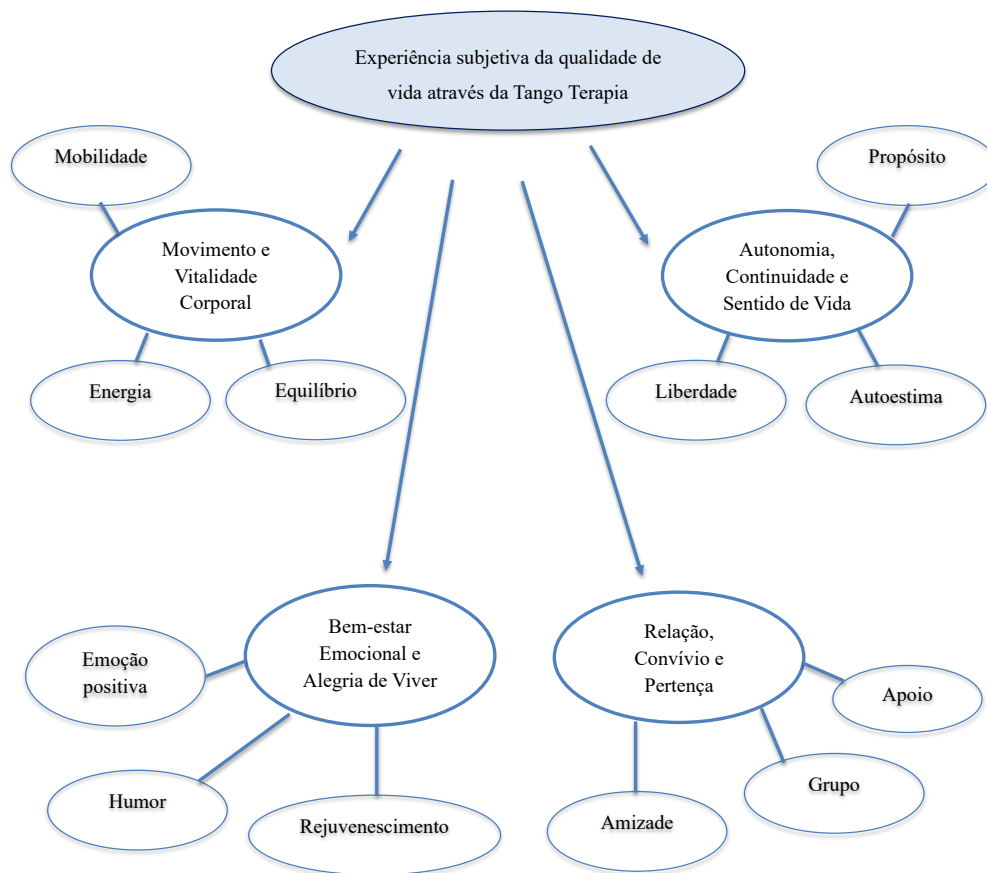 Experiência subjetiva da qualidade de
vida através da Tango Terapia
Mobilidade
Propósito
Movimento e
Vitalidade
Corporal
Autonomia,
Continuidade e
Sentido de Vida
Energia
Equilíbrio
Liberdade
Autoestima
Bem-estar
Emocional e
Alegria de Viver
Relação,
Convívio e
Pertença
Emoção
positiva
Apoio
Humor
Grupo
Rejuvenescimento
Amizade